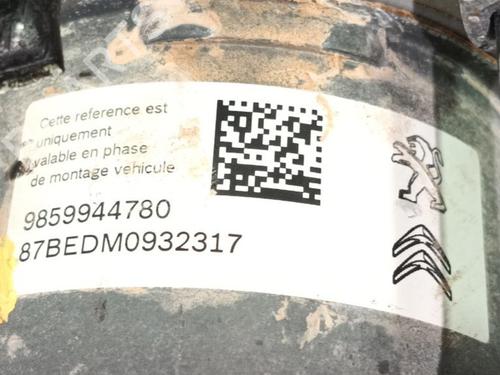 Cette reference est
uniquement
valable en phase
de montage vehicule
9859944780
87BEDM0932317